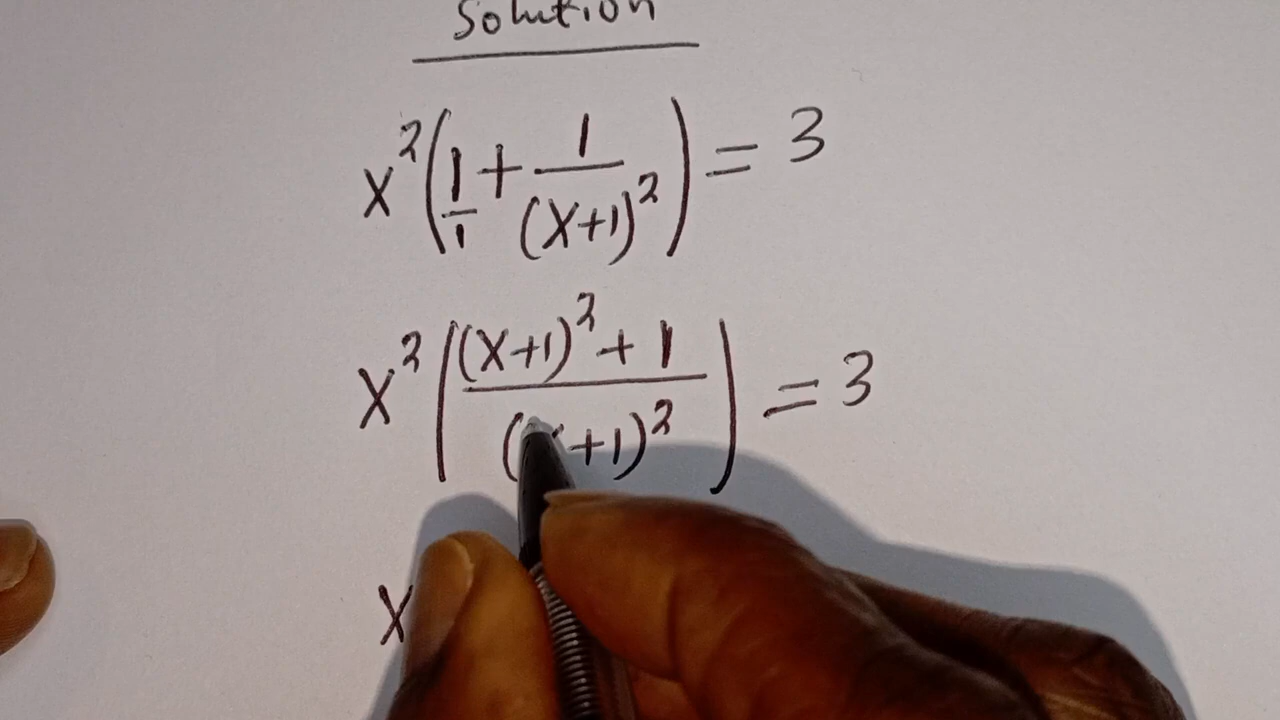 Solution
x²(1/1 + 1/(x+1)²) = 3
x²(((x+1)² + 1)/(x+1)²) = 3
x